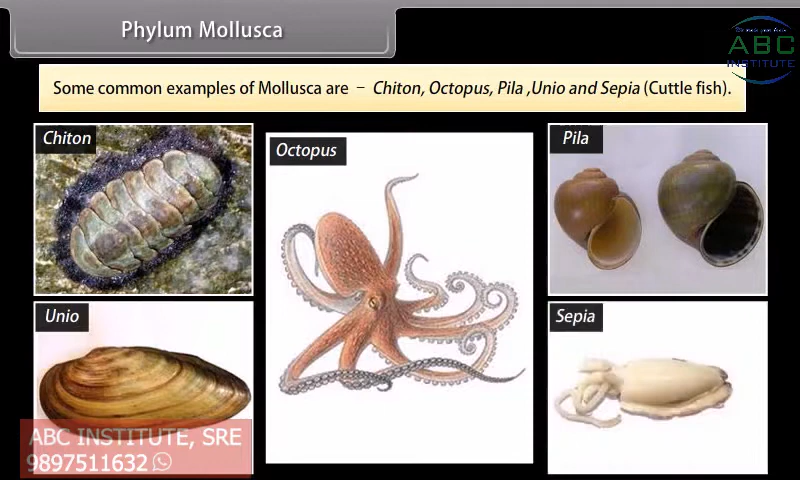 Phylum Mollusca
ABC
INSTITUTE
Some common examples of Mollusca are – Chiton, Octopus, Pila ,Unio and Sepia (Cuttle fish).
Chiton
Octopus
Pila
Unio
Sepia
ABC INSTITUTE, SRE
9897511632